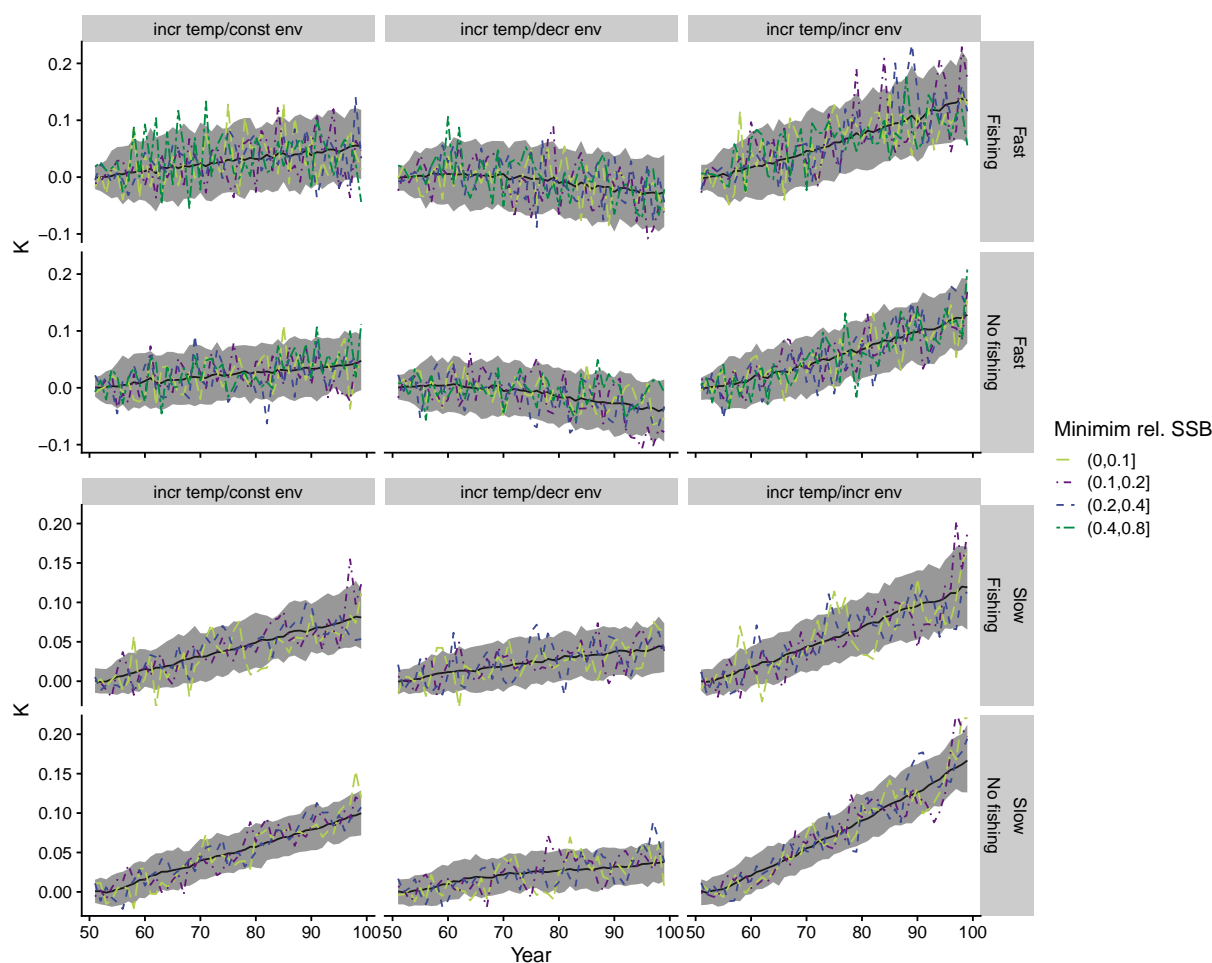 incr temp/const env incr temp/decr env incr temp/incr env
0.2
0.1
0.0
−0.1
Fast
Fishing
K
0.2
0.1
0.0
−0.1
Fast
No fishing
Minimim rel. SSB
(0,0.1]
(0.1,0.2]
(0.2,0.4]
(0.4,0.8]
incr temp/const env incr temp/decr env incr temp/incr env
0.20
0.15
0.10
0.05
0.00
Slow
Fishing
K
0.20
0.15
0.10
0.05
0.00
Slow
No fishing
50 60 70 80 90 100 50 60 70 80 90 100 50 60 70 80 90 100
Year